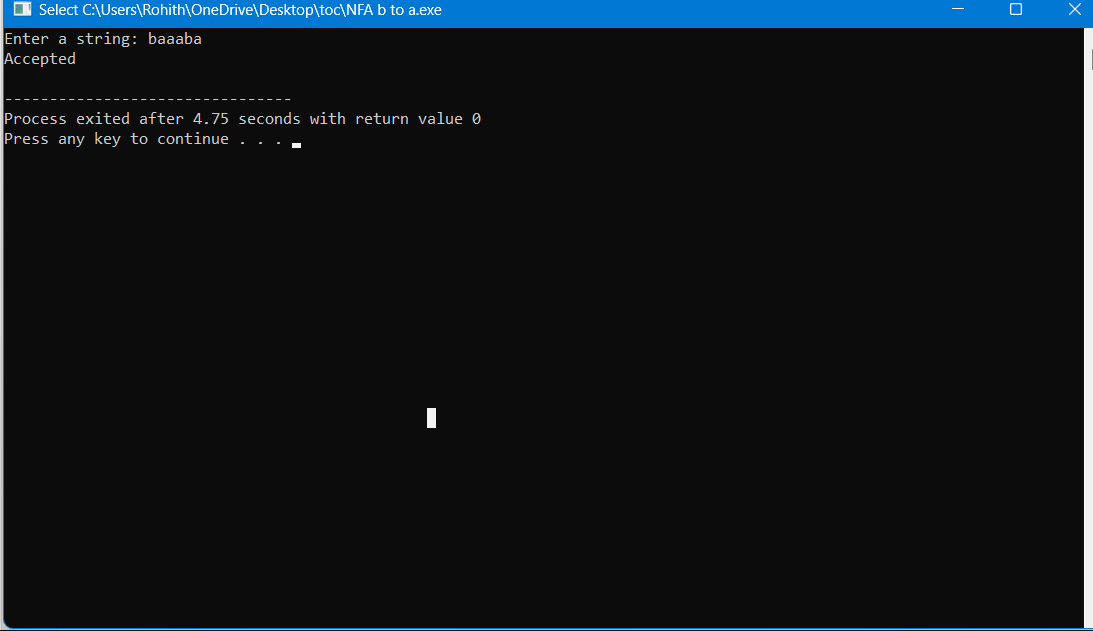 Select C:\Users\Rohith\OneDrive\Desktop\toc\NFA b to a.exe
Enter a string: baaaba
Accepted
--------------------------------
Process exited after 4.75 seconds with return value 0
Press any key to continue . . .